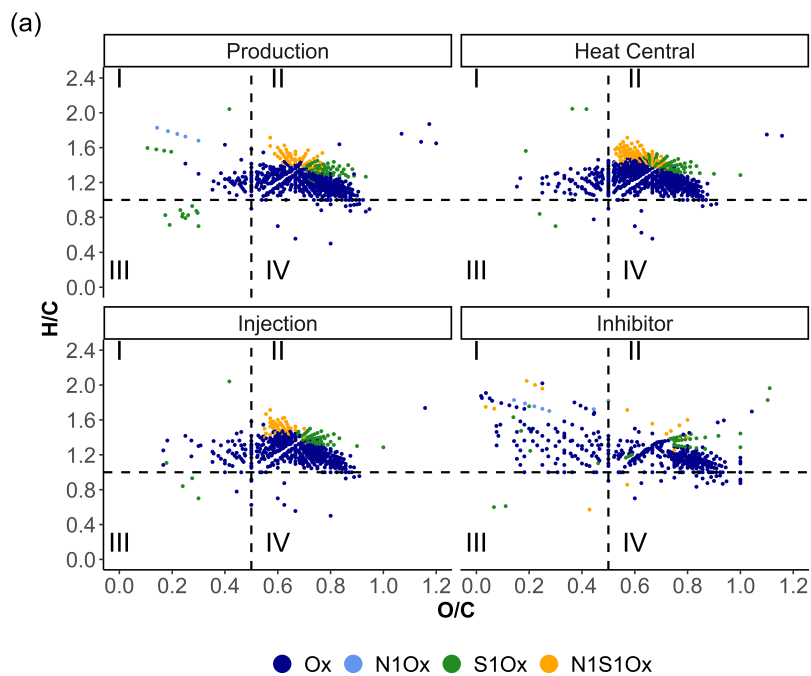 (a)
Production
Heat Central
2.4 I II I II
2.0
1.6
1.2
0.8
0.4 III IV III IV
0.0
H/C
Injection
Inhibitor
2.4 I II I II
2.0
1.6
1.2
0.8
0.4 III IV III IV
0.0
0.0 0.2 0.4 0.6 0.8 1.0 1.2 0.0 0.2 0.4 0.6 0.8 1.0 1.2
O/C
Ox N1Ox S1Ox N1S1Ox